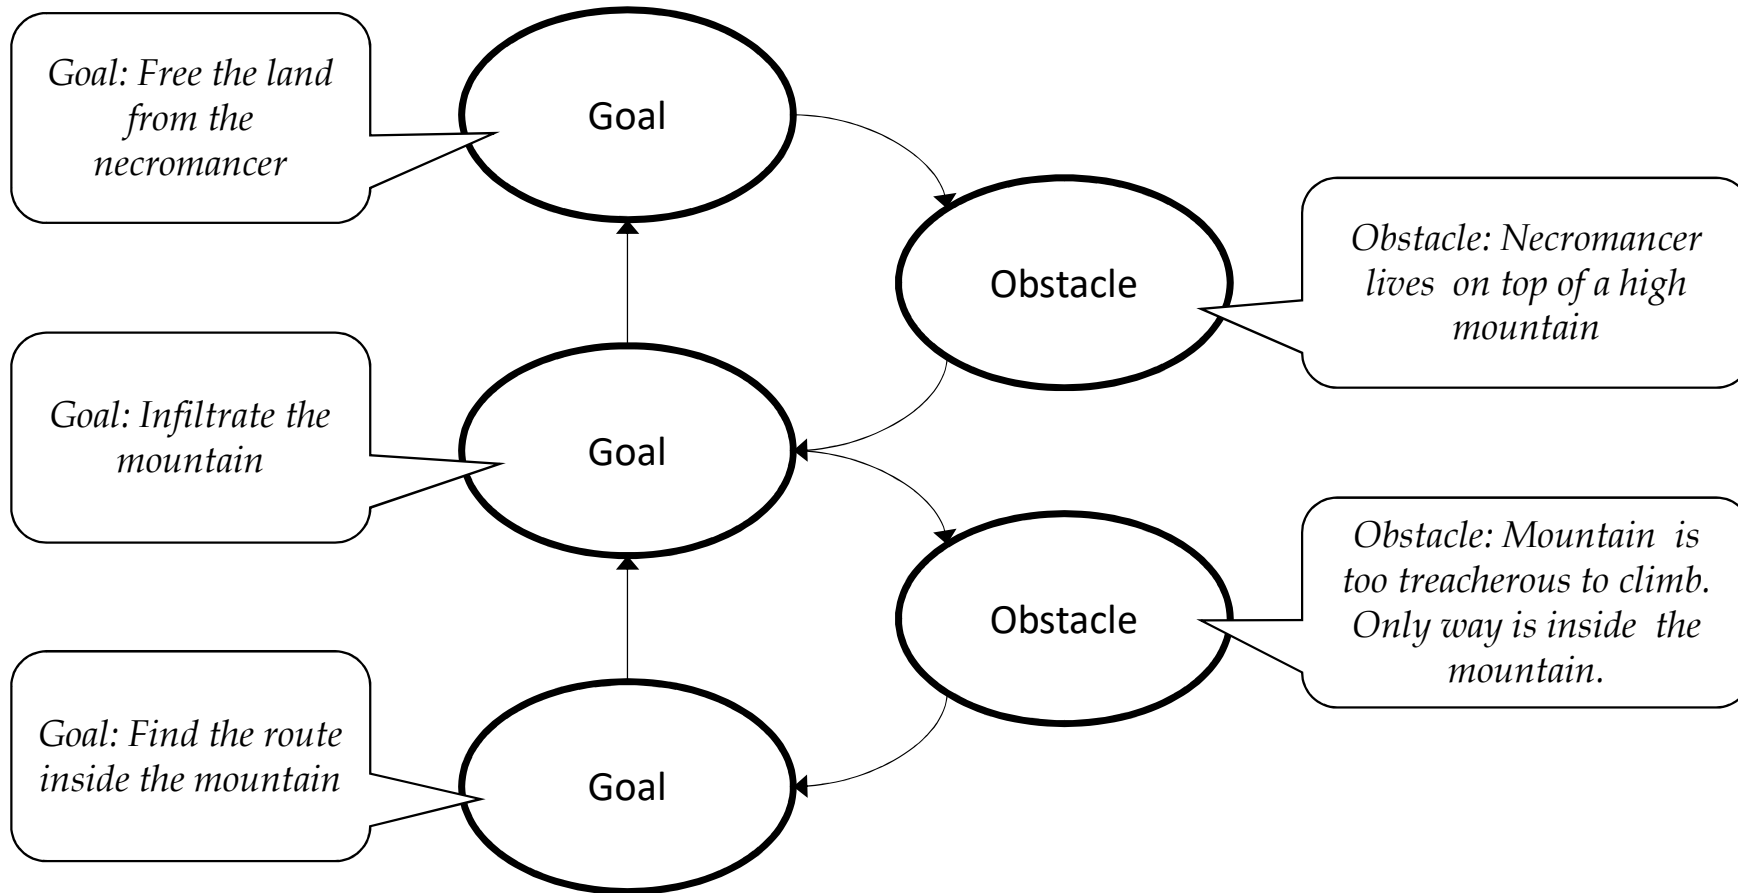 Goal: Free the land
from the
necromancer
Goal
Obstacle
Obstacle: Necromancer
lives on top of a high
mountain
Goal: Infiltrate the
mountain
Goal
Obstacle
Obstacle: Mountain is
too treacherous to climb.
Only way is inside the
mountain.
Goal: Find the route
inside the mountain
Goal